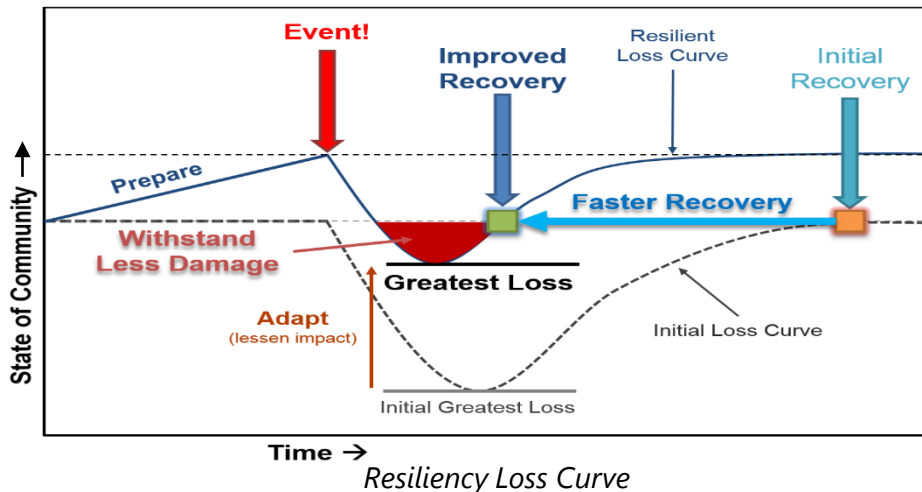 Event!
Improved
Recovery
Resilient
Loss Curve
Initial
Recovery
Prepare
Faster Recovery
Withstand
Less Damage
Greatest Loss
Adapt
(lessen impact)
Initial Loss Curve
Initial Greatest Loss
State of Community →
Time →
Resiliency Loss Curve